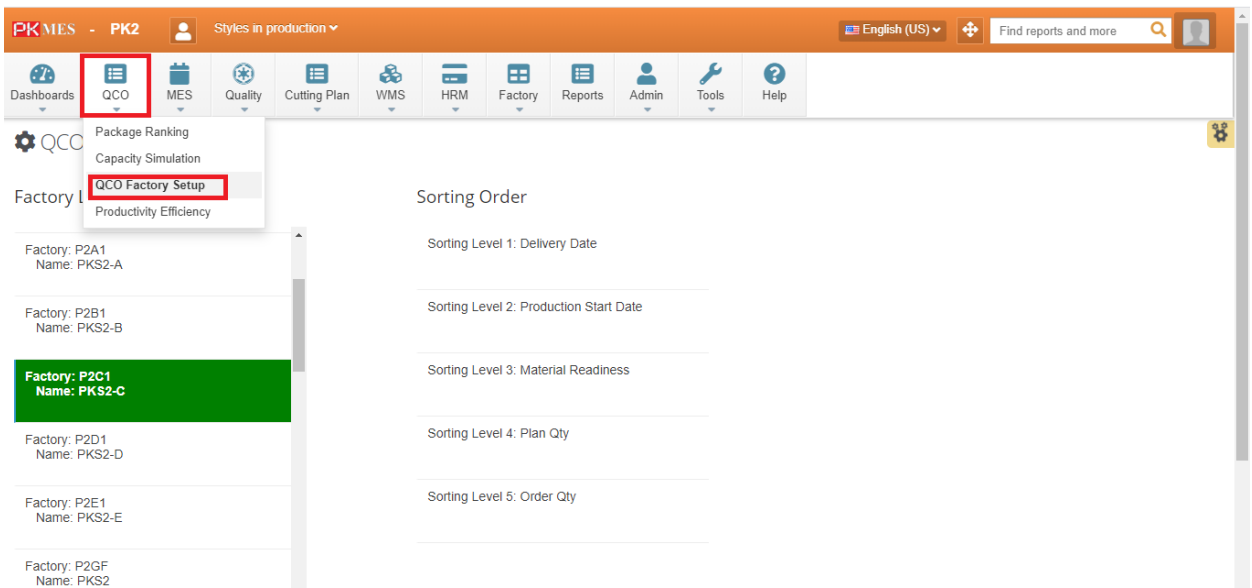 PKMES - PK2
Styles in production
English (US)
Find reports and more
Dashboards
QCO
MES
Quality
Cutting Plan
WMS
HRM
Factory
Reports
Admin
Tools
Help
Package Ranking
Capacity Simulation
QCO Factory Setup
Productivity Efficiency
QCO
Factory L
Factory: P2A1
Name: PKS2-A
Factory: P2B1
Name: PKS2-B
Factory: P2C1
Name: PKS2-C
Factory: P2D1
Name: PKS2-D
Factory: P2E1
Name: PKS2-E
Factory: P2GF
Name: PKS2
Sorting Order
Sorting Level 1: Delivery Date
Sorting Level 2: Production Start Date
Sorting Level 3: Material Readiness
Sorting Level 4: Plan Qty
Sorting Level 5: Order Qty